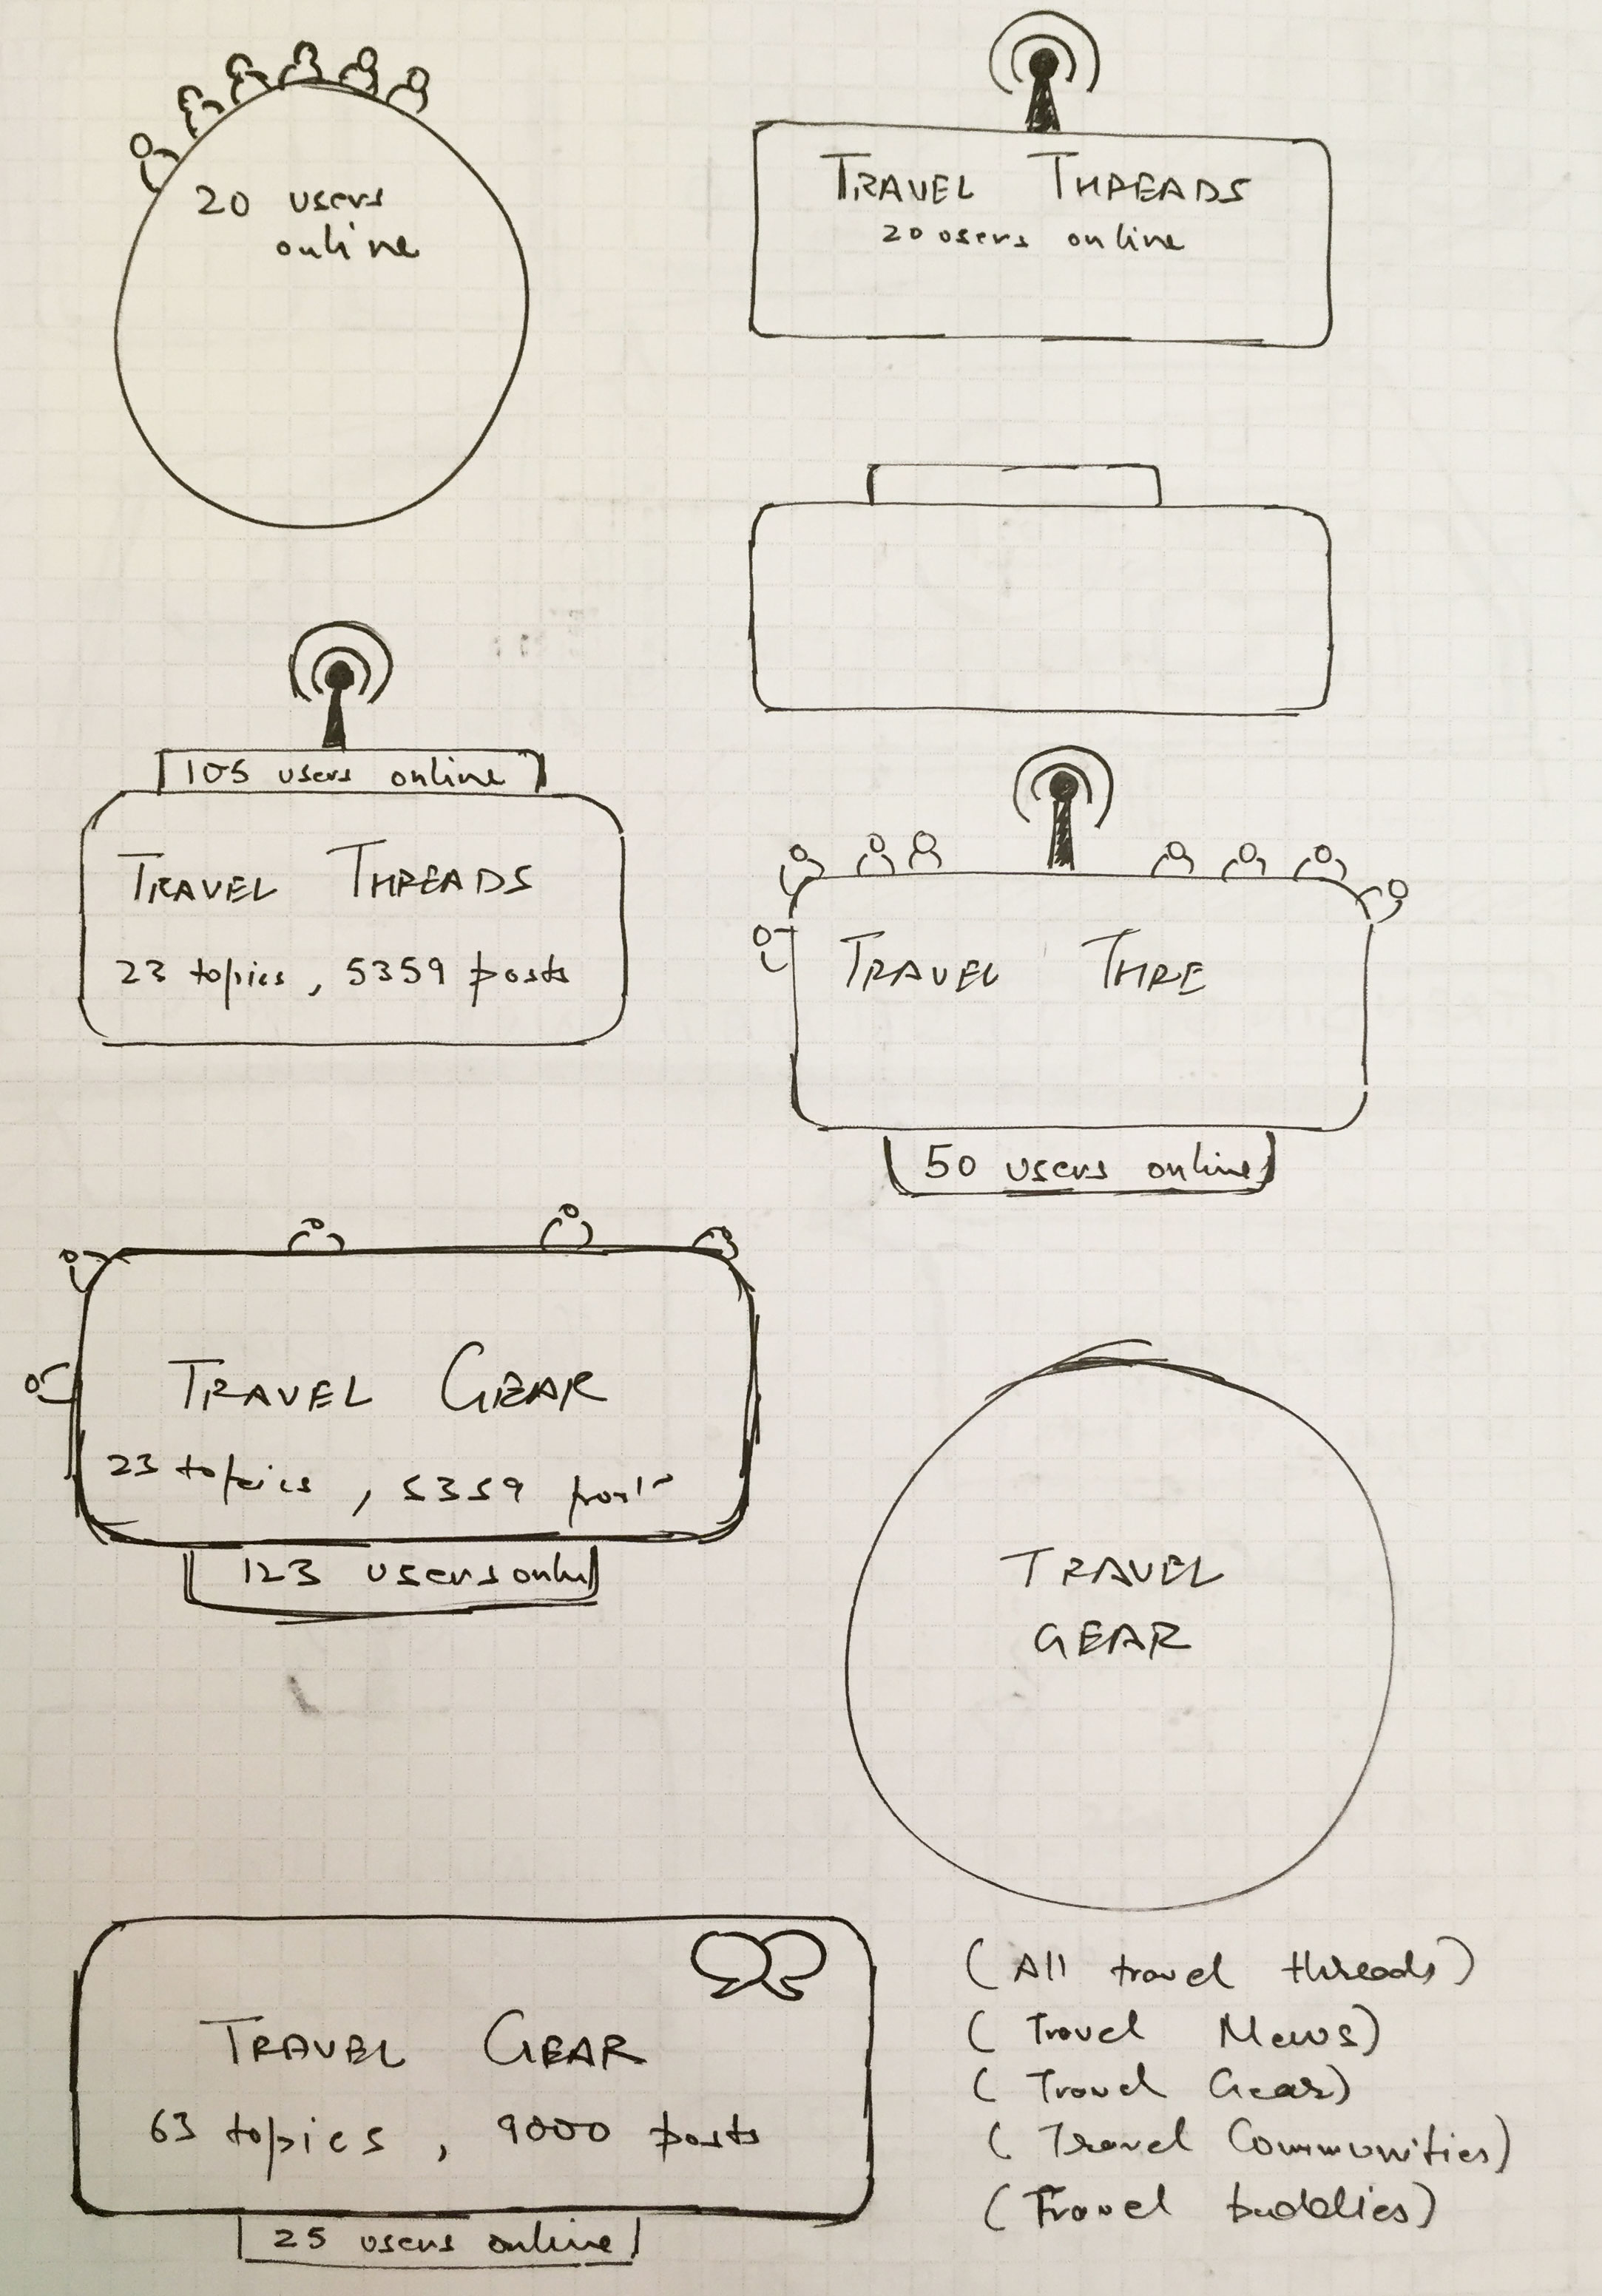 20 users
online
TRAVEL THREADS
20 users online
105 users online
TRAVEL THREADS
23 topics, 5359 posts
TRAVEL THRE
50 users online
TRAVEL GEAR
23 topics, 5359 posts
123 users onlin
TRAVEL
GEAR
TRAVEL GEAR
63 topics, 9000 posts
25 users online
(All travel threads)
(Travel News)
(Travel Gear)
(Travel Communities)
(Travel buddies)